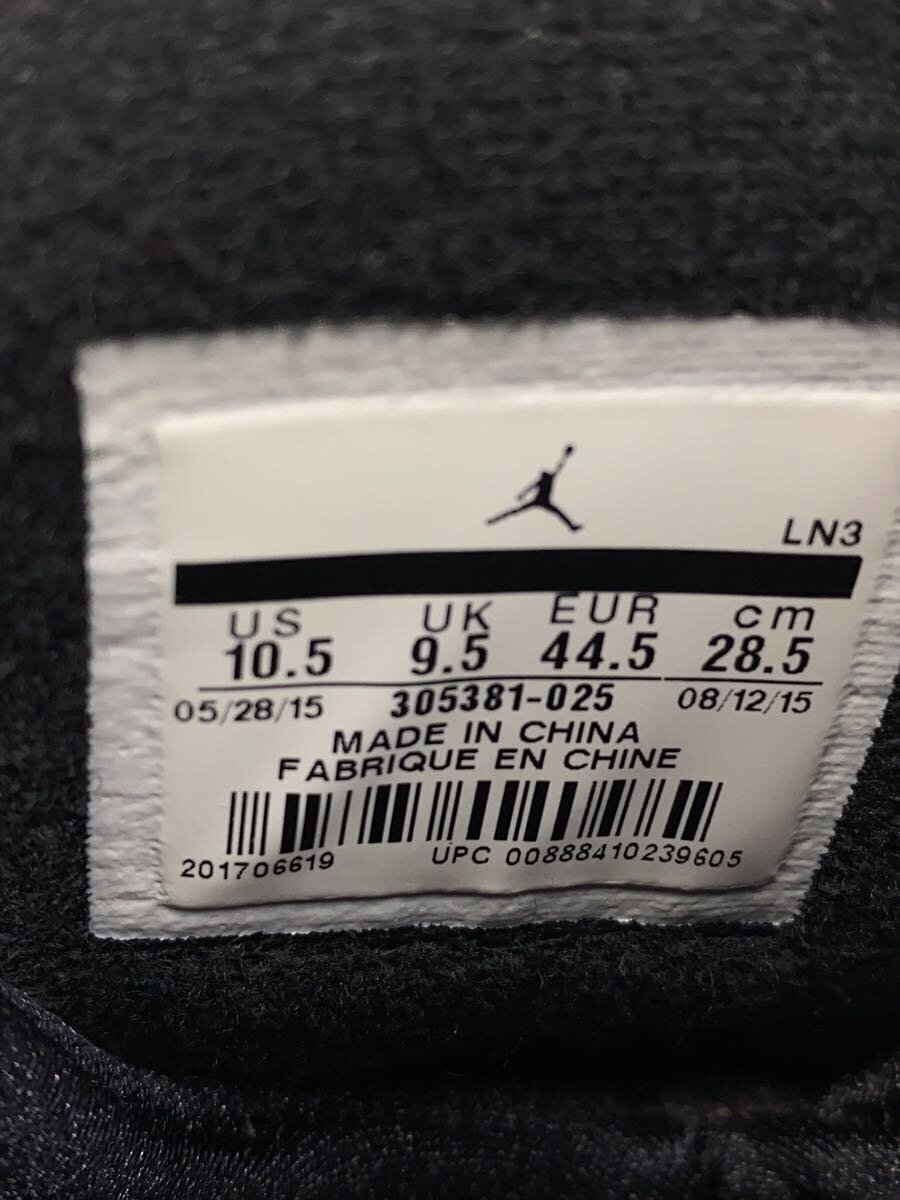 LN3
US UK EUR cm
10.5 9.5 44.5 28.5
05/28/15 305381-025 08/12/15
MADE IN CHINA
FABRIQUE EN CHINE
201706619 UPC 00888410239605